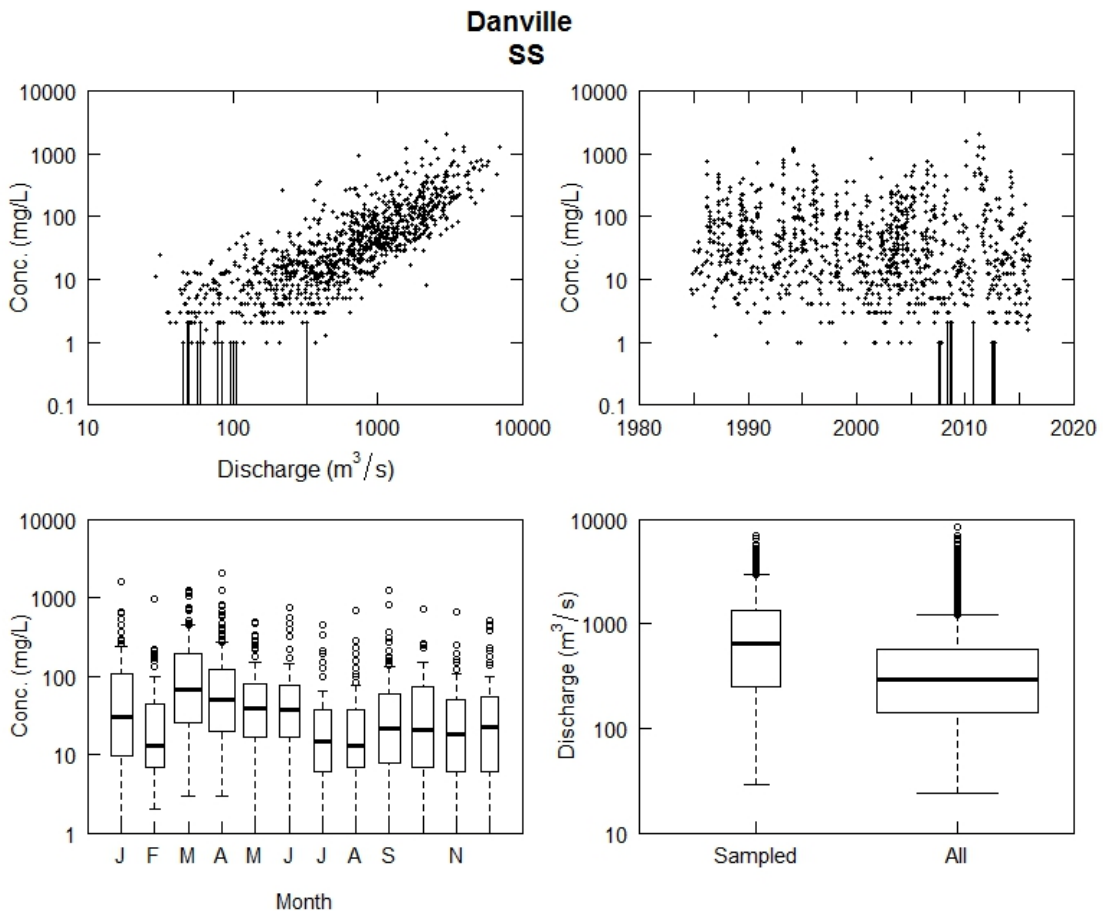 Danville
SS
10000
1000
100
10
1
0.1
Conc. (mg/L)
10 100 1000 10000
Discharge (m³/s)
10000
1000
100
10
1
0.1
Conc. (mg/L)
1980 1990 2000 2010 2020
10000
1000
100
10
1
Conc. (mg/L)
J F M A M J J A S N
Month
10000
1000
100
10
Discharge (m³/s)
Sampled All